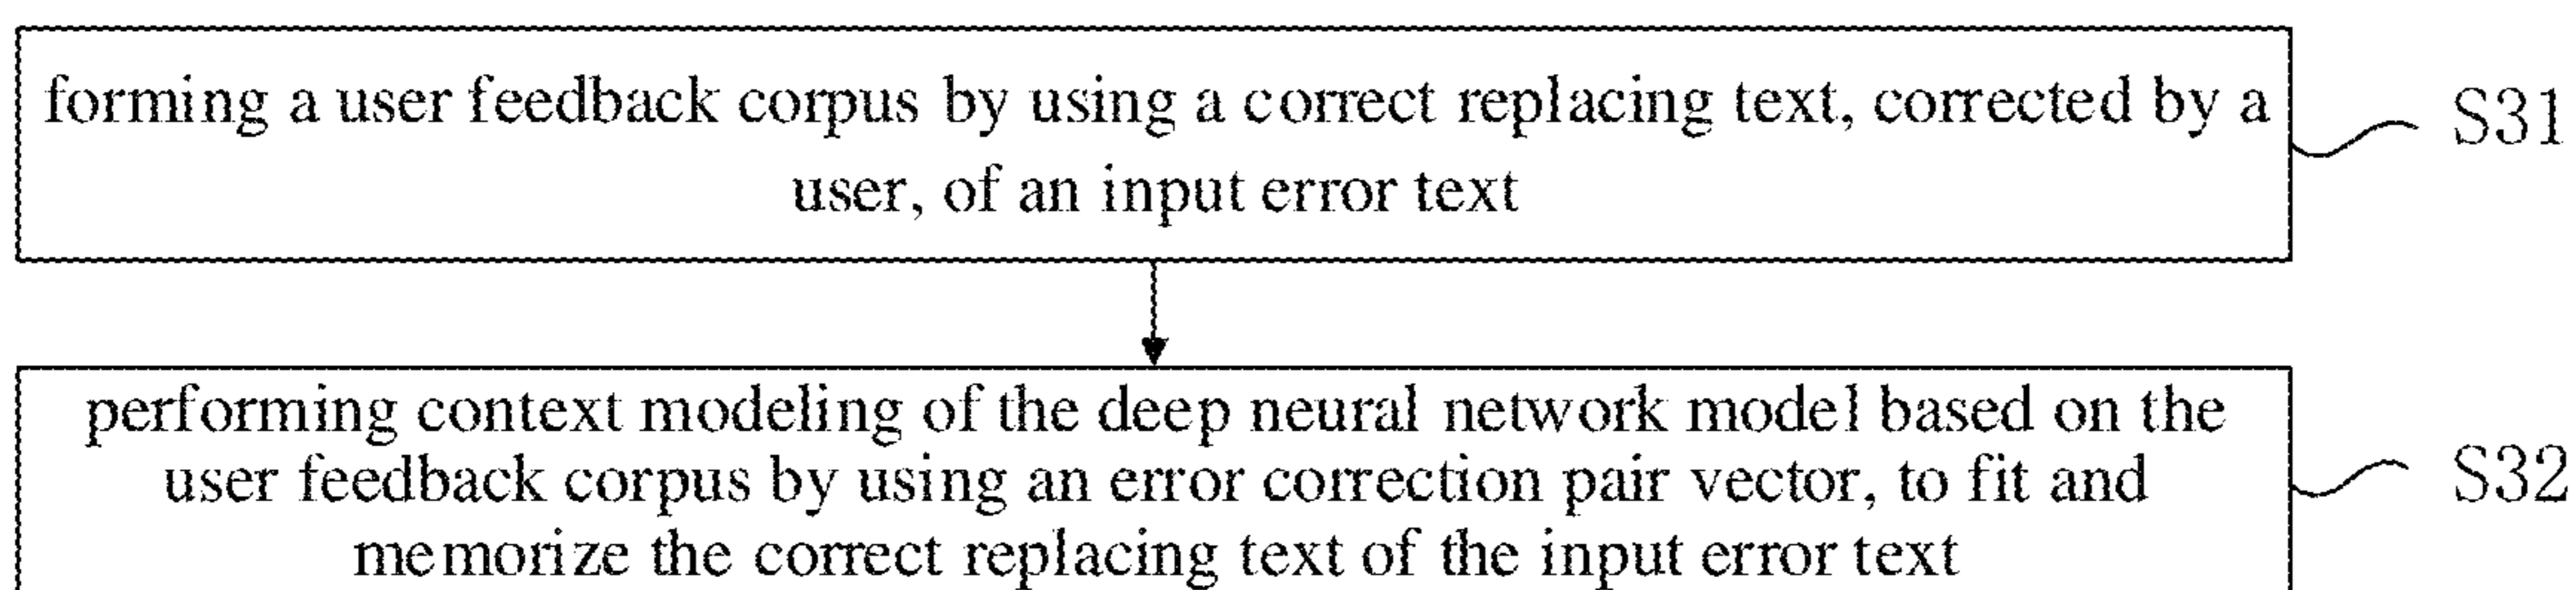 forming a user feedback corpus by using a correct replacing text, corrected by a
user, of an input error text
S31
performing context modeling of the deep neural network model based on the
user feedback corpus by using an error correction pair vector, to fit and
memorize the correct replacing text of the input error text
S32